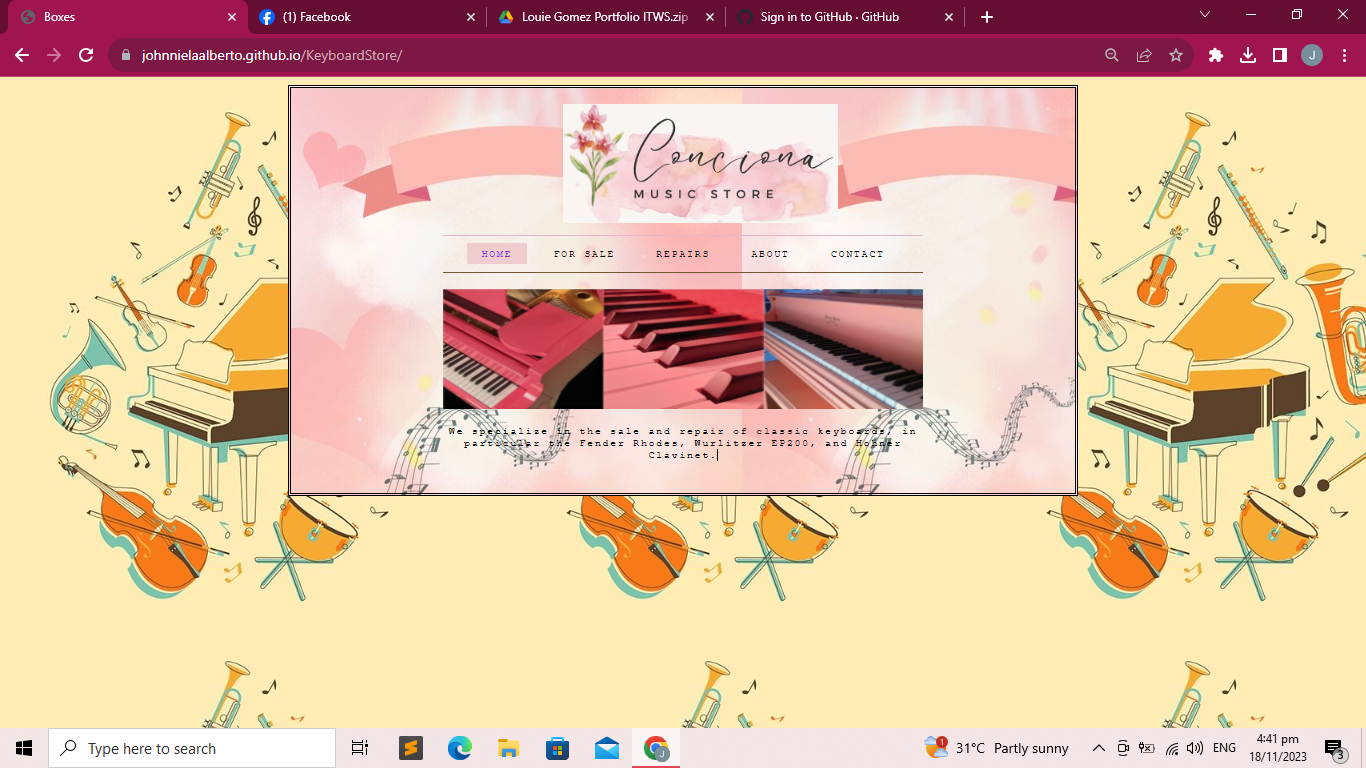 Boxes
(1) Facebook
Louie Gomez Portfolio ITWS.zip
Sign in to GitHub · GitHub
johnnielaalberto.github.io/KeyboardStore/
J
Conciona
MUSIC STORE
HOME FOR SALE REPAIRS ABOUT CONTACT
We specialize in the sale and repair of classic keyboards, in
particular the Fender Rhodes, Wurlitzer EP200, and Hohner
Clavinet.
Type here to search
J
1
31°C Partly sunny
ENG
4:41 pm
18/11/2023
3